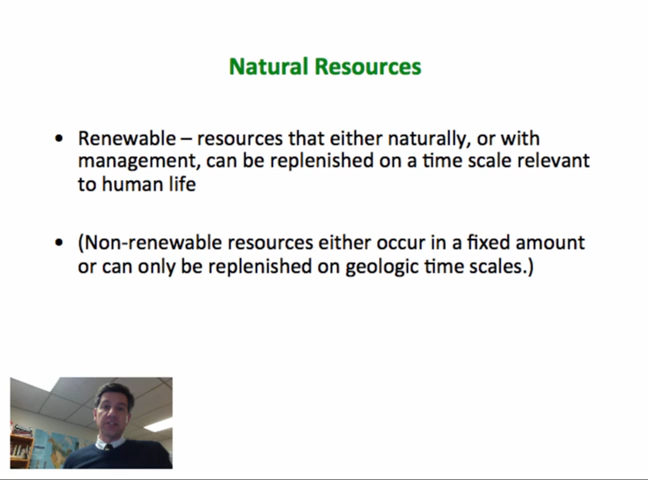 Natural Resources
• Renewable – resources that either naturally, or with
management, can be replenished on a time scale relevant
to human life
• (Non-renewable resources either occur in a fixed amount
or can only be replenished on geologic time scales.)